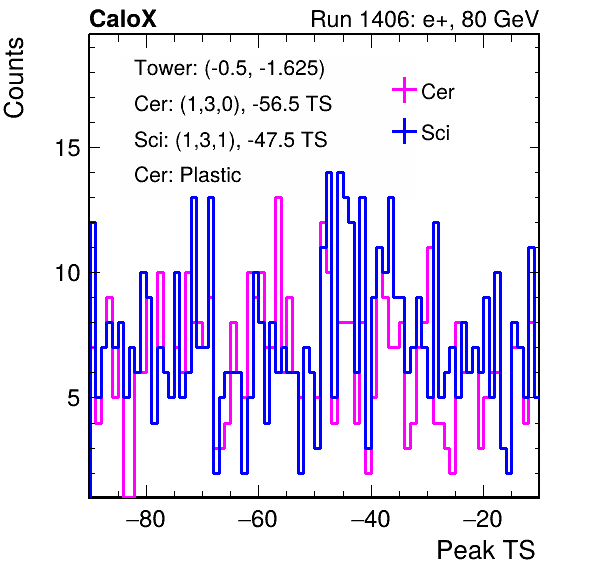 CaloX Run 1406: e+, 80 GeV
Counts
Tower: (-0.5, -1.625)
Cer: (1,3,0), -56.5 TS
Sci: (1,3,1), -47.5 TS
Cer: Plastic
Cer
Sci
15
10
5
−80 −60 −40 −20
Peak TS